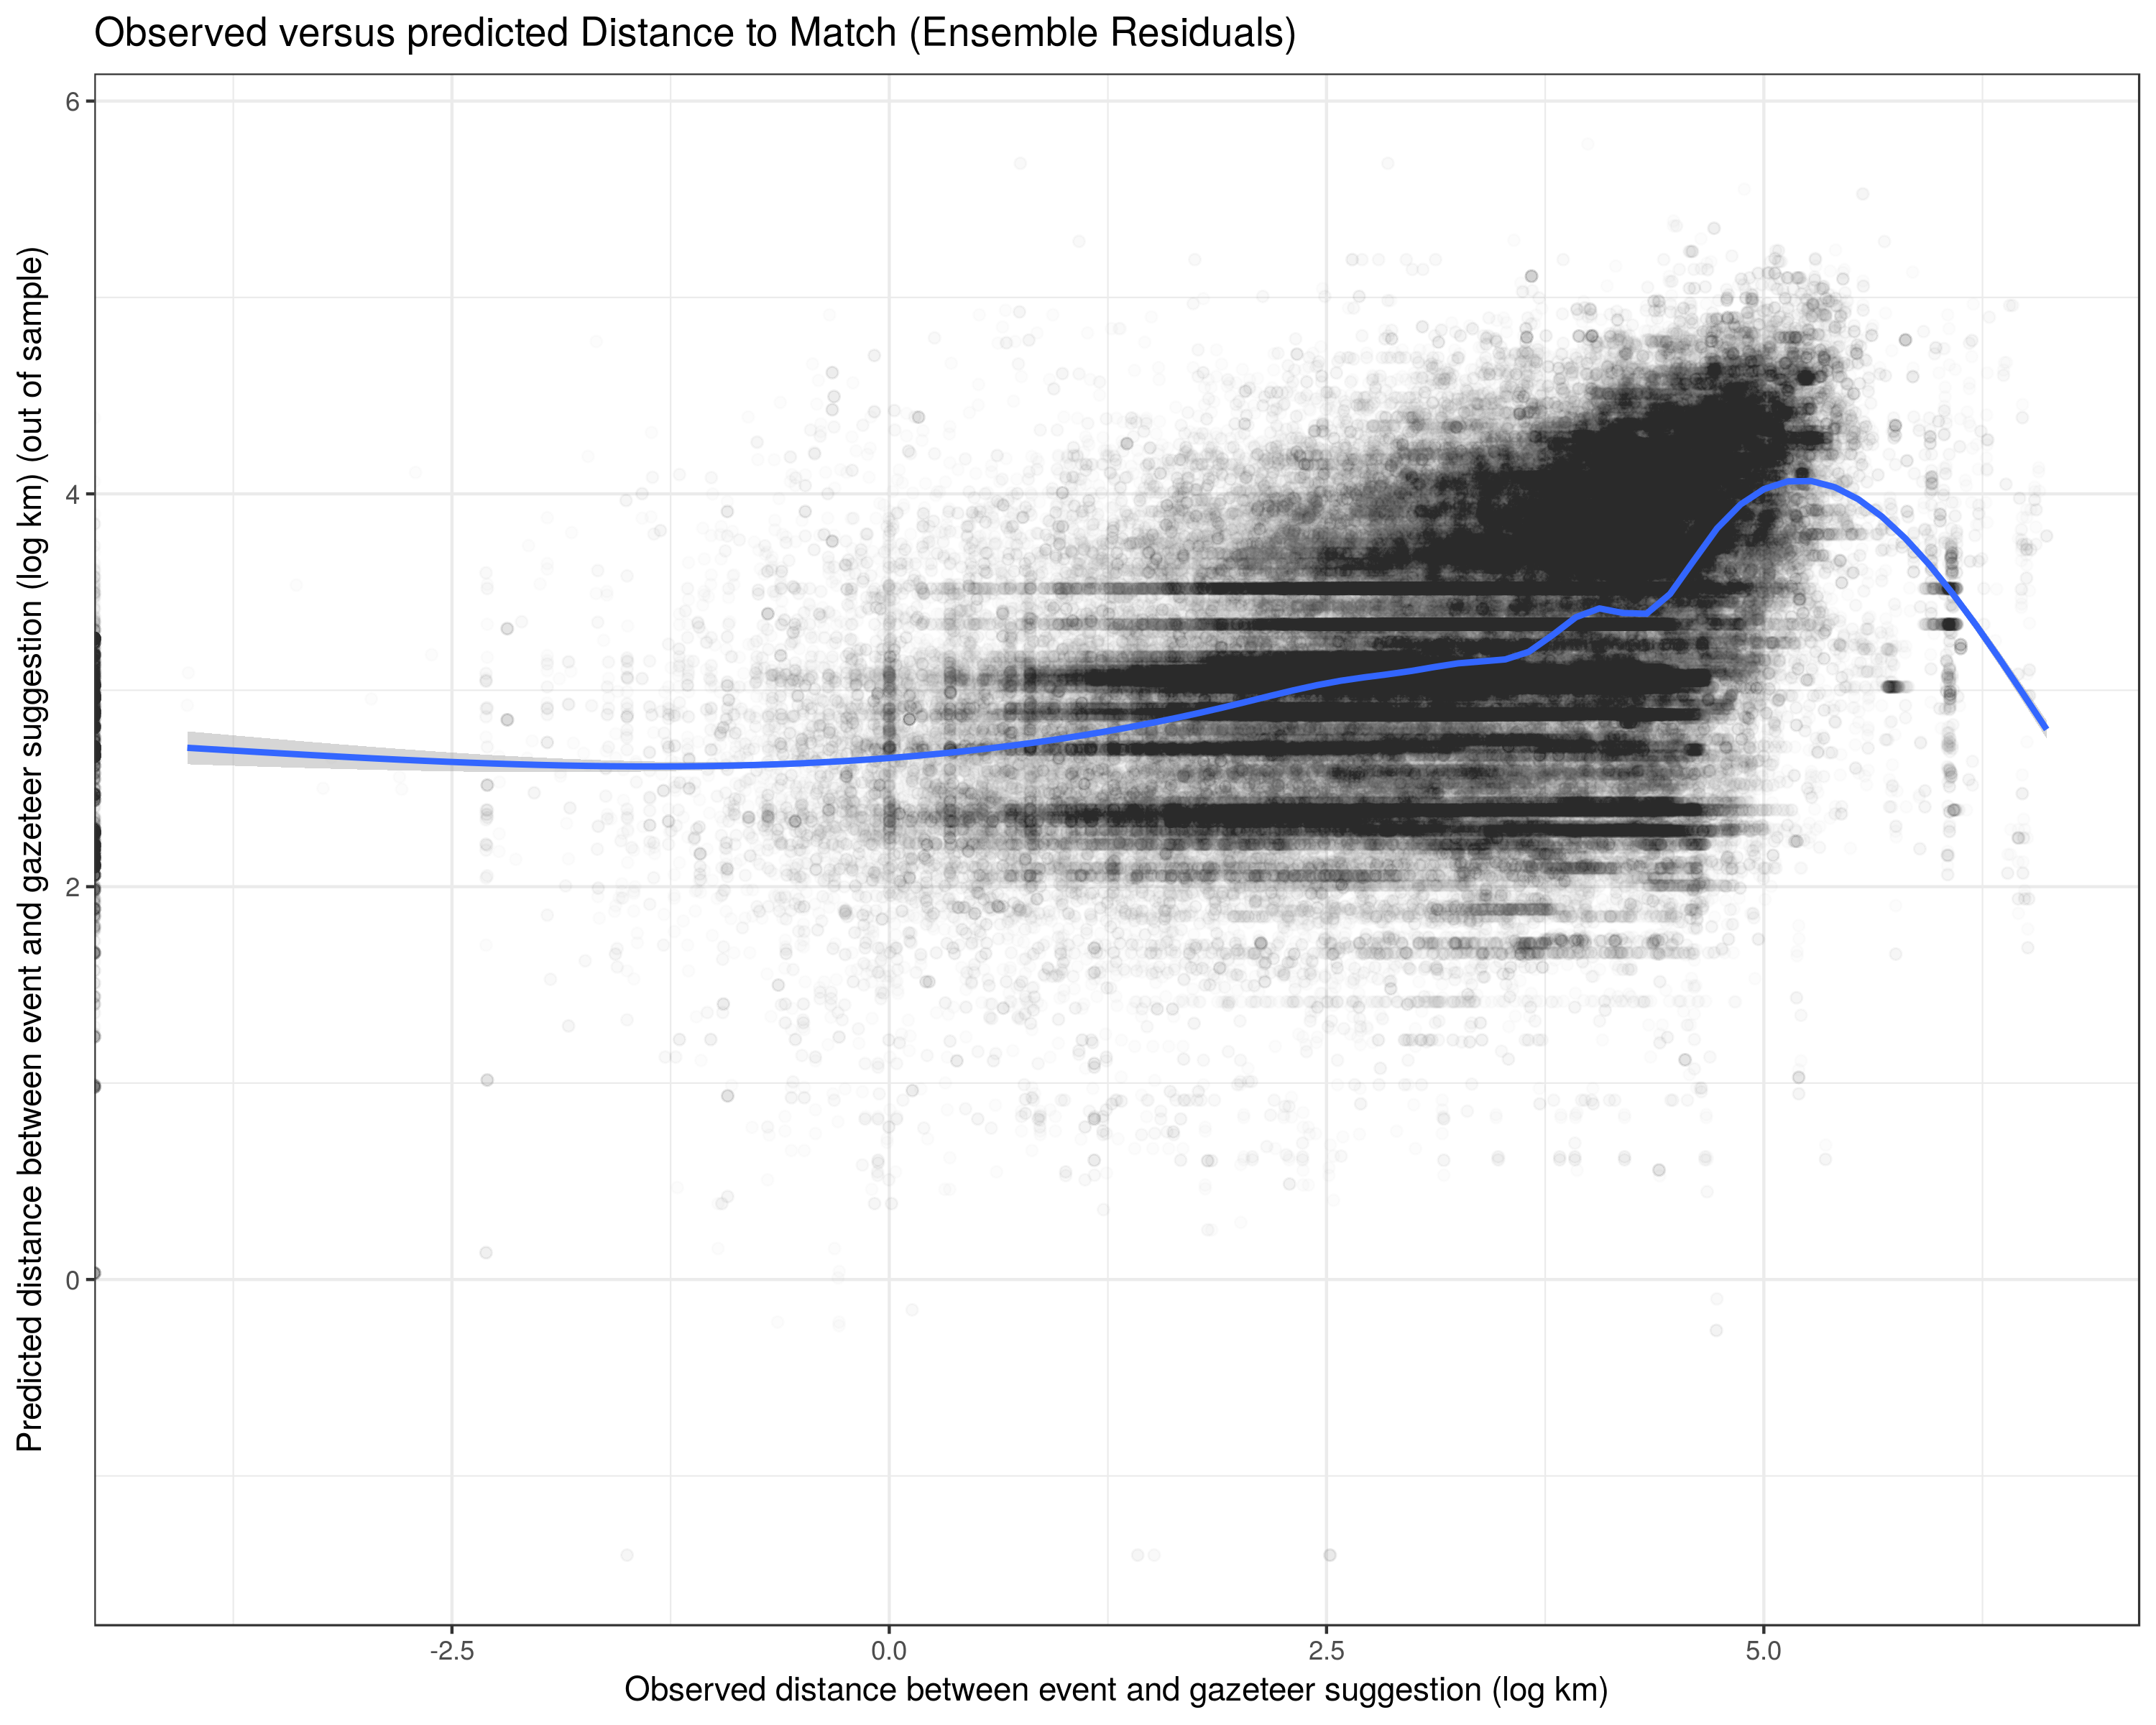 Observed versus predicted Distance to Match (Ensemble Residuals)
Predicted distance between event and gazeteer suggestion (log km) (out of sample)
6
4
2
0
-2.5
0.0
2.5
5.0
Observed distance between event and gazeteer suggestion (log km)